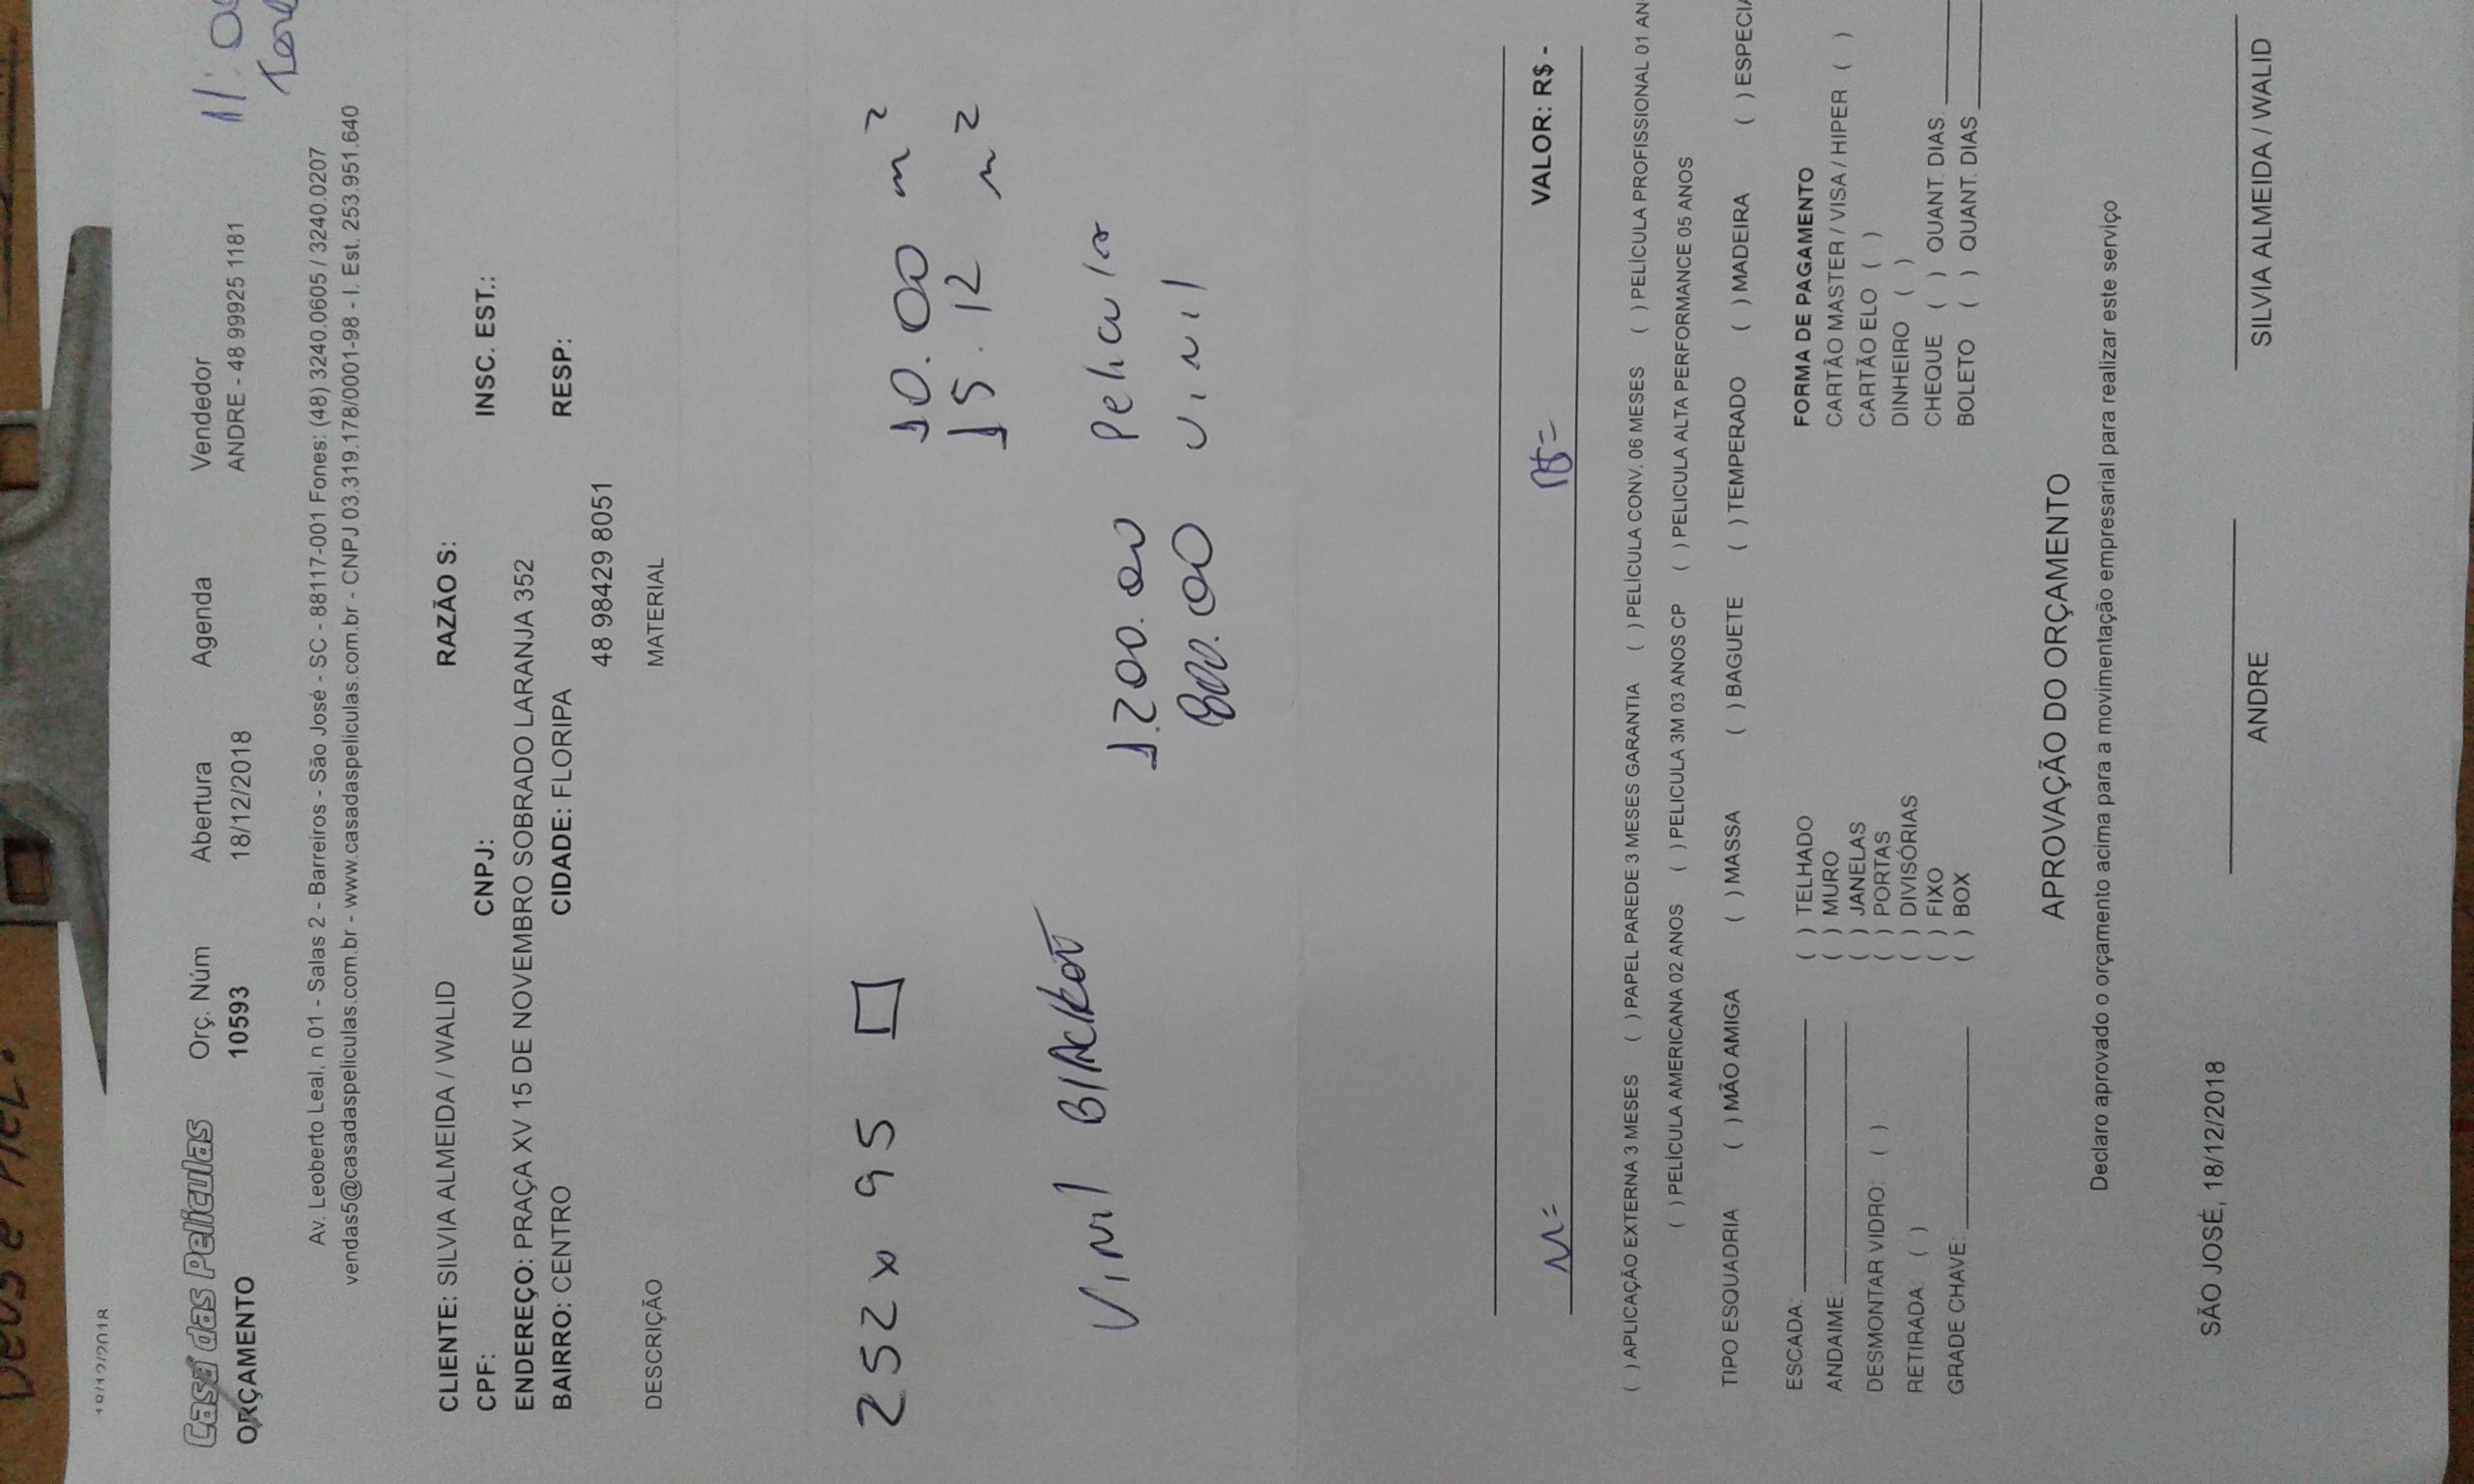 18/12/2018
Casa das Películas
ORÇAMENTO
Orç. Núm
10593
Abertura
18/12/2018
Agenda
Vendedor
ANDRE - 48 99925 1181
Av. Leoberto Leal, n 01 - Salas 2 - Barreiros - São José - SC - 88117-001 Fones: (48) 3240.0605 / 3240.0207
vendas5@casadaspeliculas.com.br - www.casadaspeliculas.com.br - CNPJ 03.319.178/0001-98 - I. Est. 253.951.640
CLIENTE: SILVIA ALMEIDA / WALID RAZÃO S:
CPF: CNPJ: INSC. EST.:
ENDEREÇO: PRAÇA XV 15 DE NOVEMBRO SOBRADO LARANJA 352
BAIRRO: CENTRO CIDADE: FLORIPA RESP:
48 98429 8051
DESCRIÇÃO MATERIAL
252 x 95 10.00 m²
15.12 m²
Vinil
1.200.00 Pelicula
800.00 Vinil
VALOR: R$ -
M=
( ) APLICAÇÃO EXTERNA 3 MESES ( ) PAPEL PAREDE 3 MESES GARANTIA ( ) PELÍCULA CONV. 06 MESES ( ) PELÍCULA PROFISSIONAL 01
( ) PELÍCULA AMERICANA 02 ANOS ( ) PELICULA 3M 03 ANOS CP ( ) PELICULA ALTA PERFORMANCE 05 ANOS
TIPO ESQUADRIA ( ) MÃO AMIGA ( ) MASSA ( ) BAGUETE ( ) TEMPERADO ( ) MADEIRA ( )
ESCADA:
ANDAIME:
DESMONTAR VIDRO: ( )
RETIRADA: ( )
GRADE CHAVE:
( ) TELHADO
( ) MURO
( ) JANELAS
( ) PORTAS
( ) DIVISÓRIAS
( ) FIXO
( ) BOX
FORMA DE PAGAMENTO
CARTÃO MASTER / VISA / HIPER ( )
CARTÃO ELO ( )
DINHEIRO ( )
CHEQUE ( ) QUANT. DIAS:
BOLETO ( ) QUANT. DIAS
APROVAÇÃO DO ORÇAMENTO
Declaro aprovado o orçamento acima para a movimentação empresarial para realizar este serviço
SÃO JOSÉ, 18/12/2018
ANDRE
SILVIA ALMEIDA / WALID